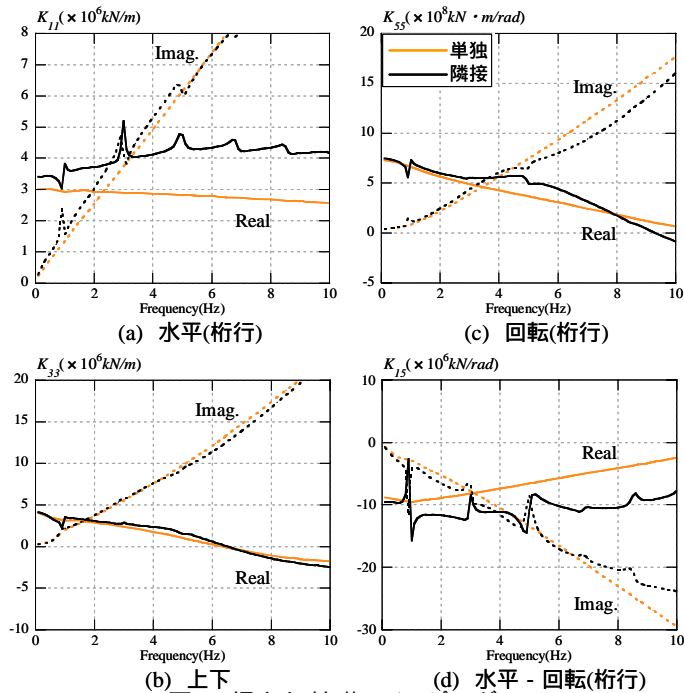 K11(×10^6kN/m)
8
7
6
5
4
3
2
1
0
Imag.
Real
0 2 4 6 8 10
Frequency(Hz)
(a) 水平(桁行)
K55(×10^8kN・m/rad)
20
15
10
5
0
-5
単独
隣接
Imag.
Real
0 2 4 6 8 10
Frequency(Hz)
(c) 回転(桁行)
K33(×10^6kN/m)
20
15
10
5
0
-5
-10
Imag.
Real
0 2 4 6 8 10
Frequency(Hz)
(b) 上下
K15(×10^6kN/rad)
10
0
-10
-20
-30
Real
Imag.
0 2 4 6 8 10
Frequency(Hz)
(d) 水平 - 回転(桁行)